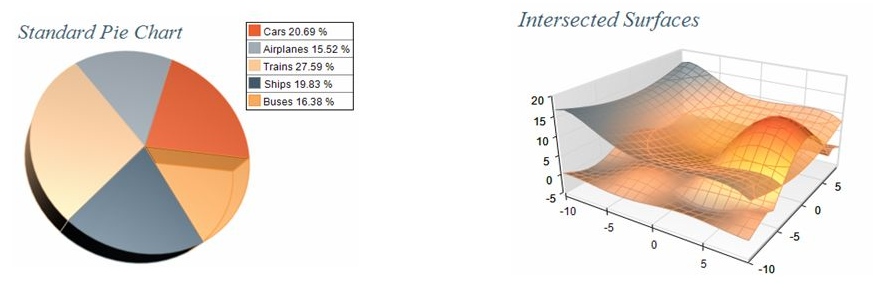 Standard Pie Chart
Cars 20.69 %
Airplanes 15.52 %
Trains 27.59 %
Ships 19.83 %
Buses 16.38 %
Intersected Surfaces
20
15
10
5
0
-5
-10
-5
0
5
-10
-5
0
5